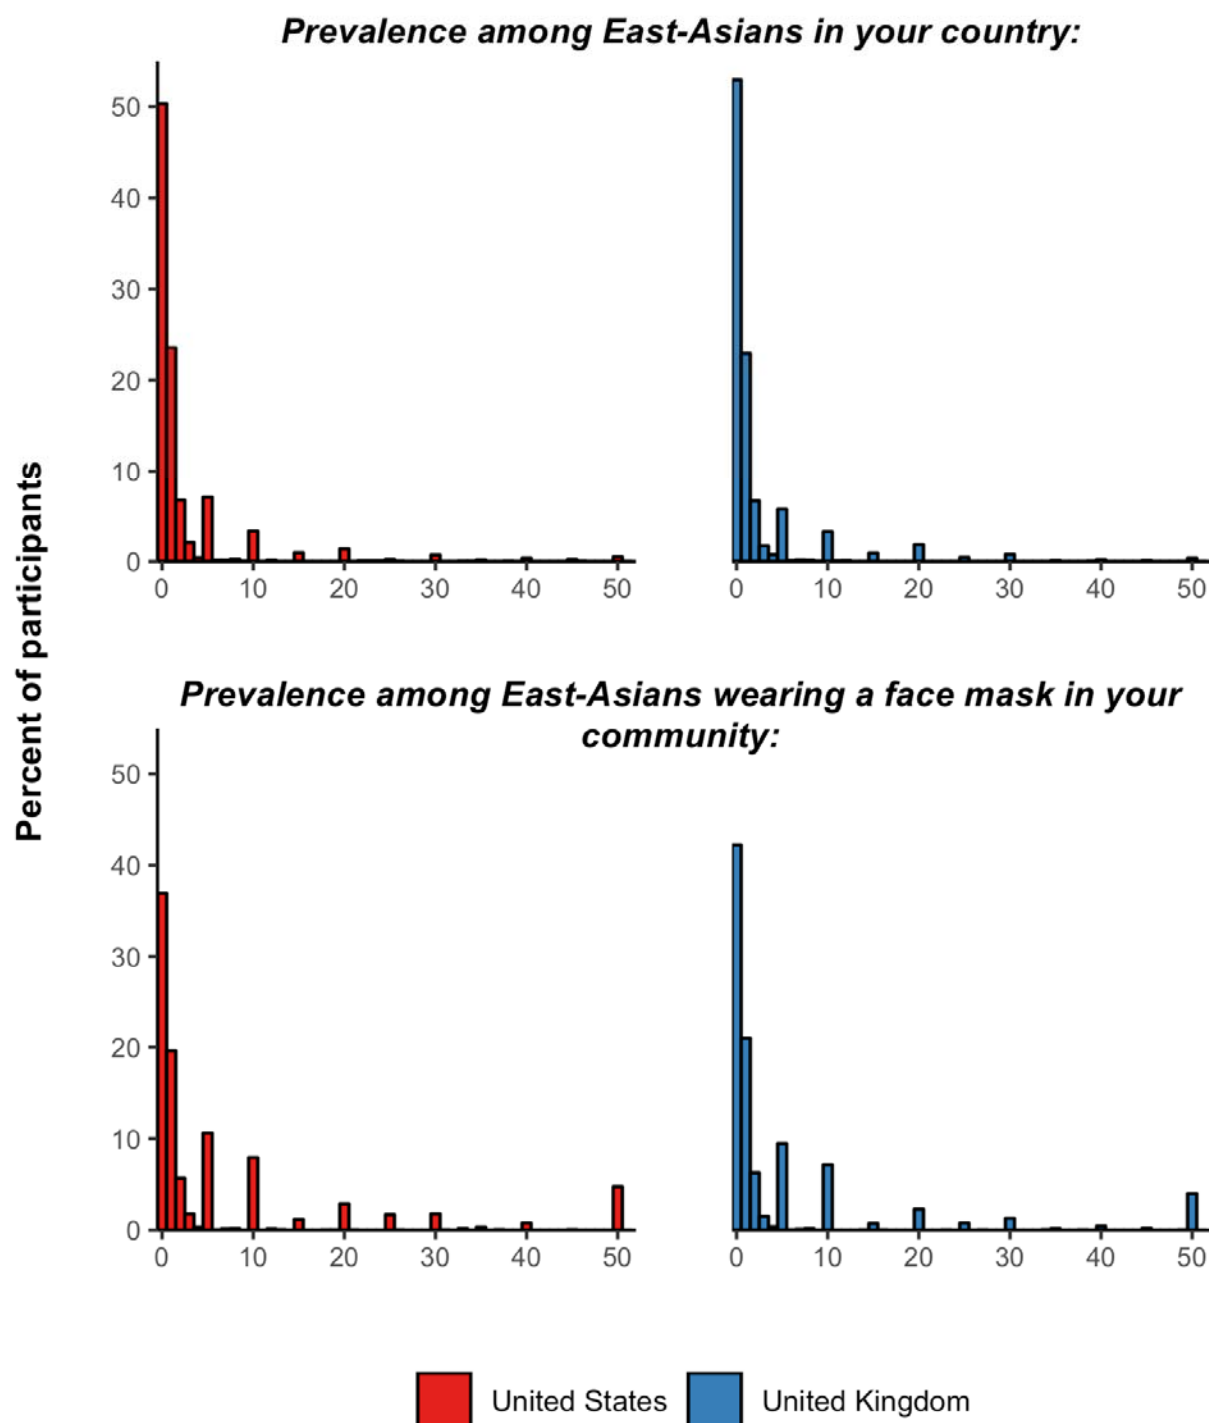 Prevalence among East-Asians in your country:
50
40
30
20
10
0
0 10 20 30 40 50
0 10 20 30 40 50
Percent of participants
Prevalence among East-Asians wearing a face mask in your
community:
50
40
30
20
10
0
0 10 20 30 40 50
0 10 20 30 40 50
United States
United Kingdom